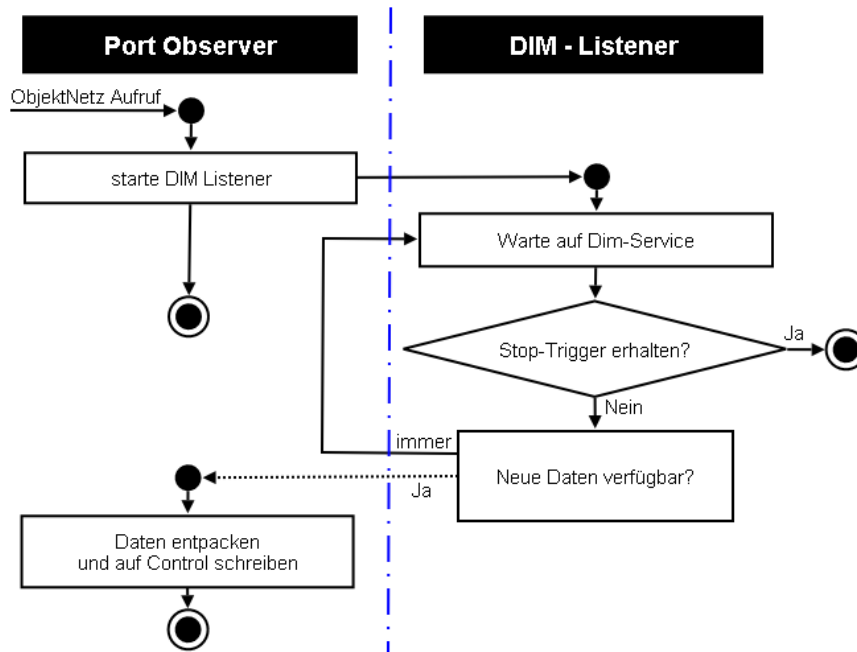 Port Observer
DIM - Listener
ObjektNetz Aufruf
starte DIM Listener
Warte auf Dim-Service
Stop-Trigger erhalten?
Ja
Nein
immer
Neue Daten verfügbar?
Ja
Daten entpacken
und auf Control schreiben